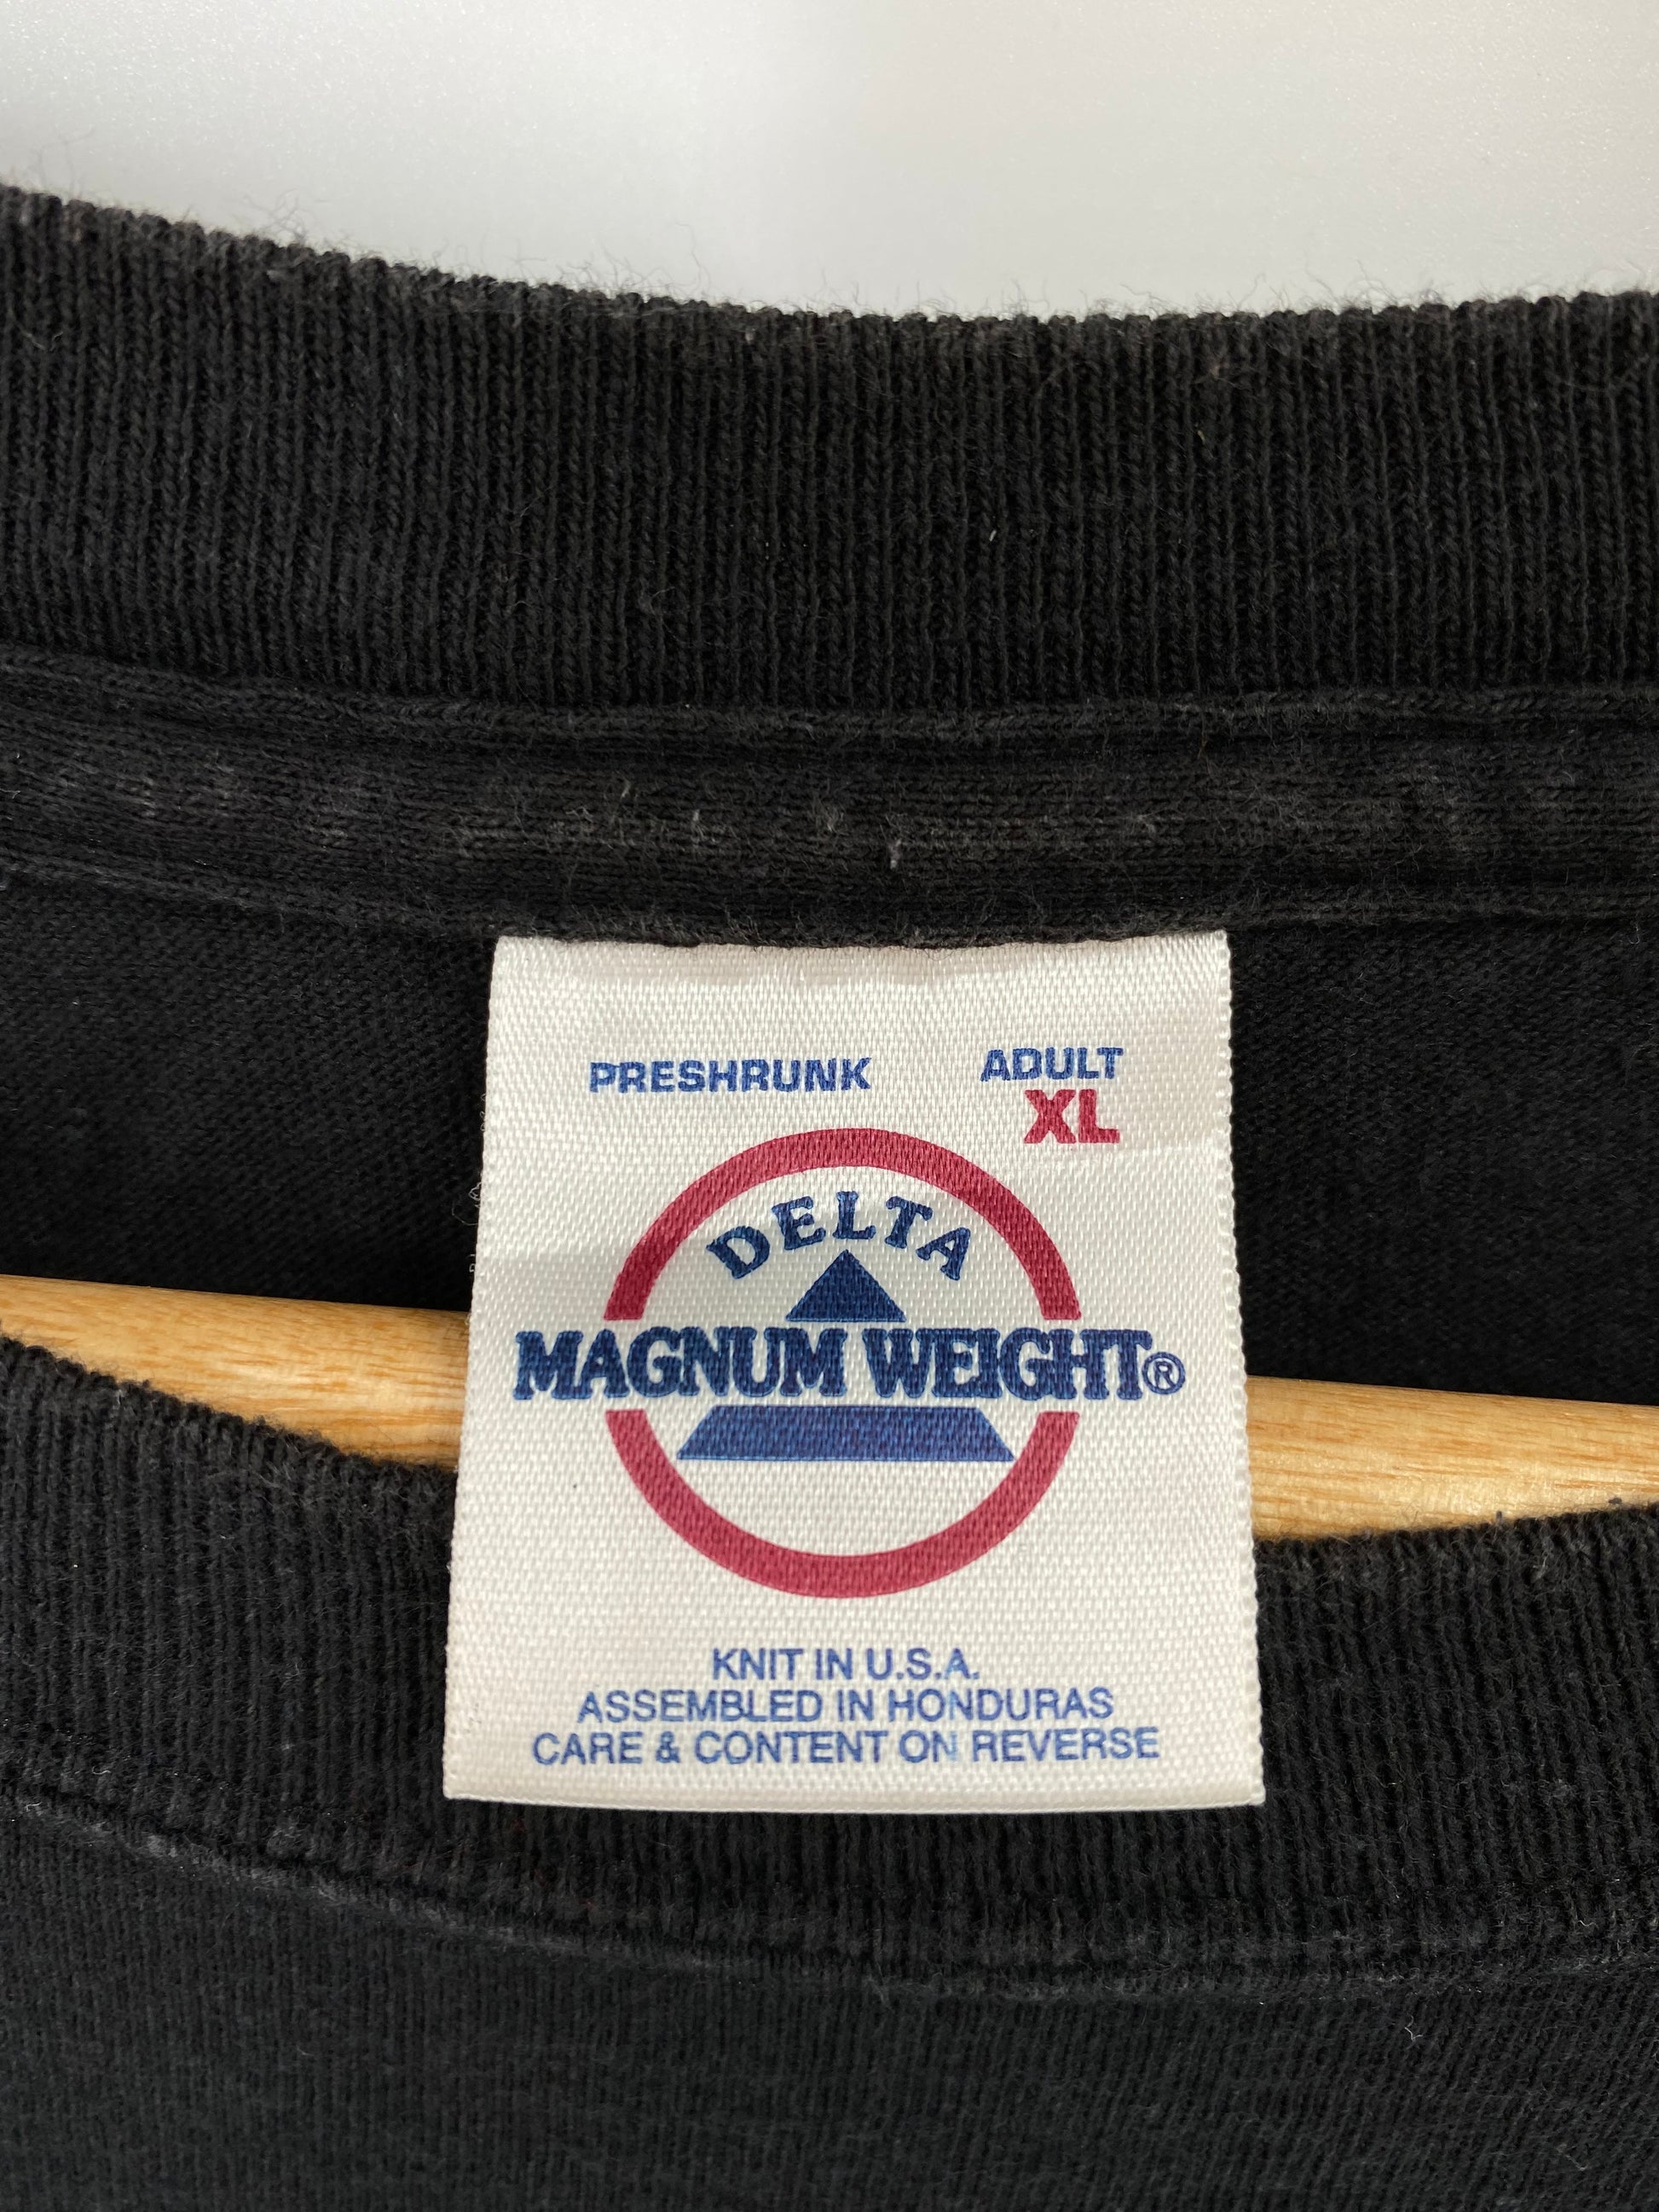 PRESHRUNK
ADULT
XL
DELTA
MAGNUM WEIGHT®
KNIT IN U.S.A.
ASSEMBLED IN HONDURAS
CARE & CONTENT ON REVERSE